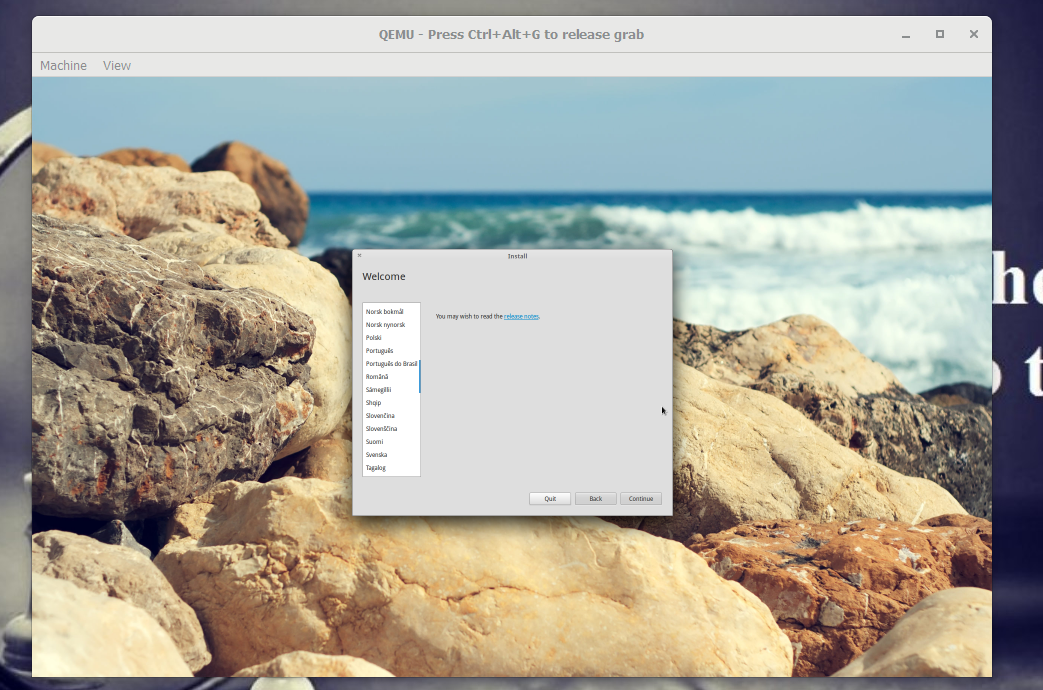 QEMU - Press Ctrl+Alt+G to release grab
Machine View
he
t
Install
Welcome
Norsk bokmål
Norsk nynorsk
Polski
Português
Português do Brasil
Română
Sámegillii
Shqip
Slovenčina
Slovenščina
Suomi
Svenska
Tagalog
You may wish to read the release notes.
Quit Back Continue